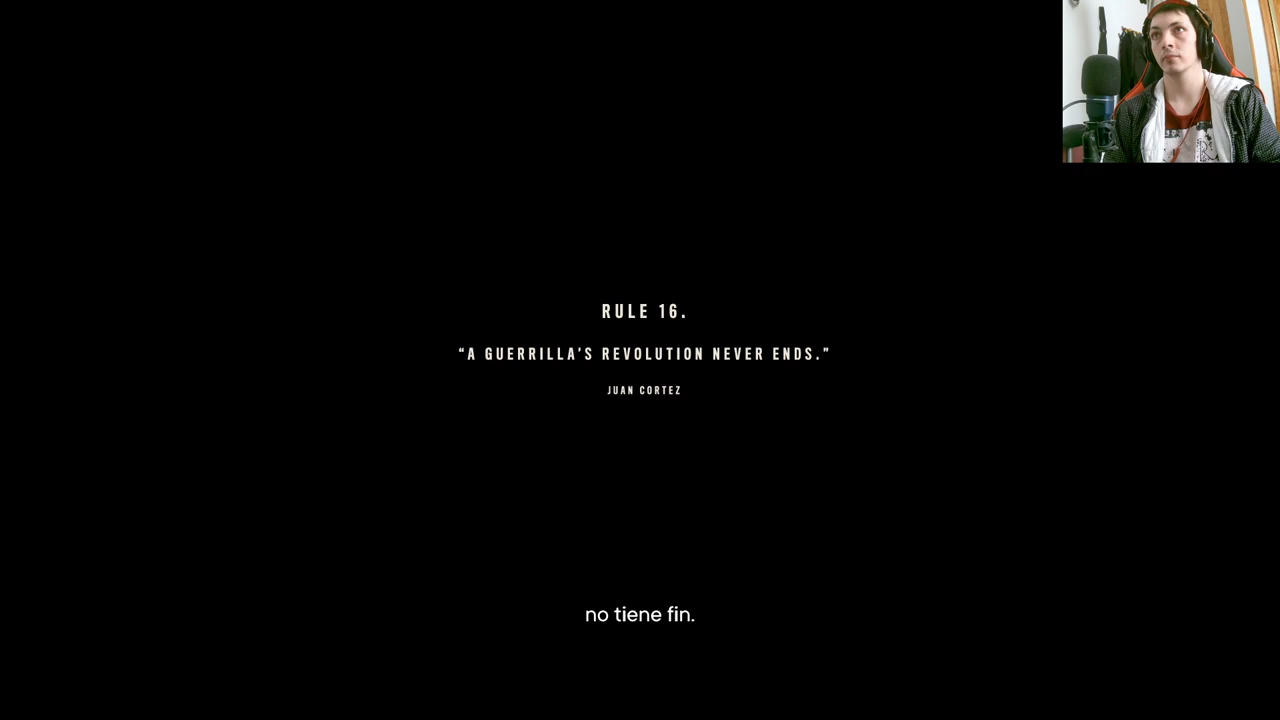 RULE 16.
“A GUERRILLA’S REVOLUTION NEVER ENDS.”
JUAN CORTEZ
no tiene fin.